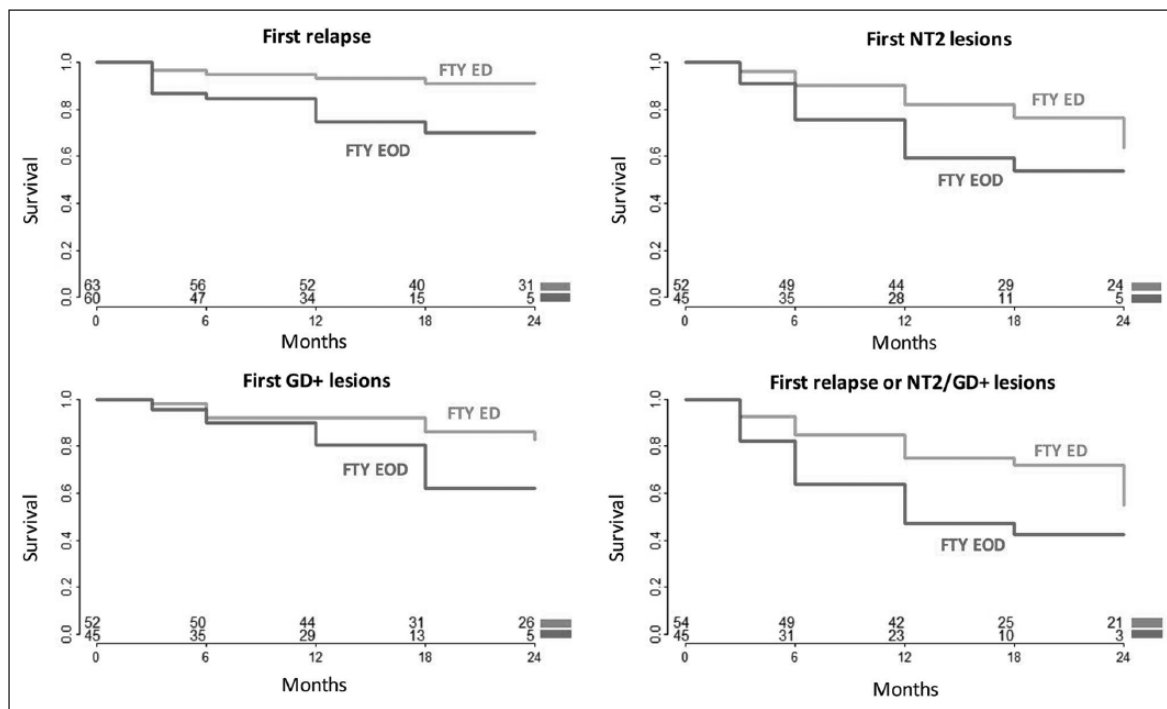 First relapse
Survival
1.0
0.8
0.6
0.4
0.2
0.0
FTY ED
FTY EOD
63 56 52 40 31
60 47 34 15 5
0 6 12 18 24
Months
First NT2 lesions
Survival
1.0
0.8
0.6
0.4
0.2
0.0
FTY ED
FTY EOD
52 49 44 29 24
45 35 28 11 5
0 6 12 18 24
Months
First GD+ lesions
Survival
1.0
0.8
0.6
0.4
0.2
0.0
FTY ED
FTY EOD
52 50 44 31 26
45 35 29 13 5
0 6 12 18 24
Months
First relapse or NT2/GD+ lesions
Survival
1.0
0.8
0.6
0.4
0.2
0.0
FTY ED
FTY EOD
54 49 42 25 21
45 31 23 10 3
0 6 12 18 24
Months